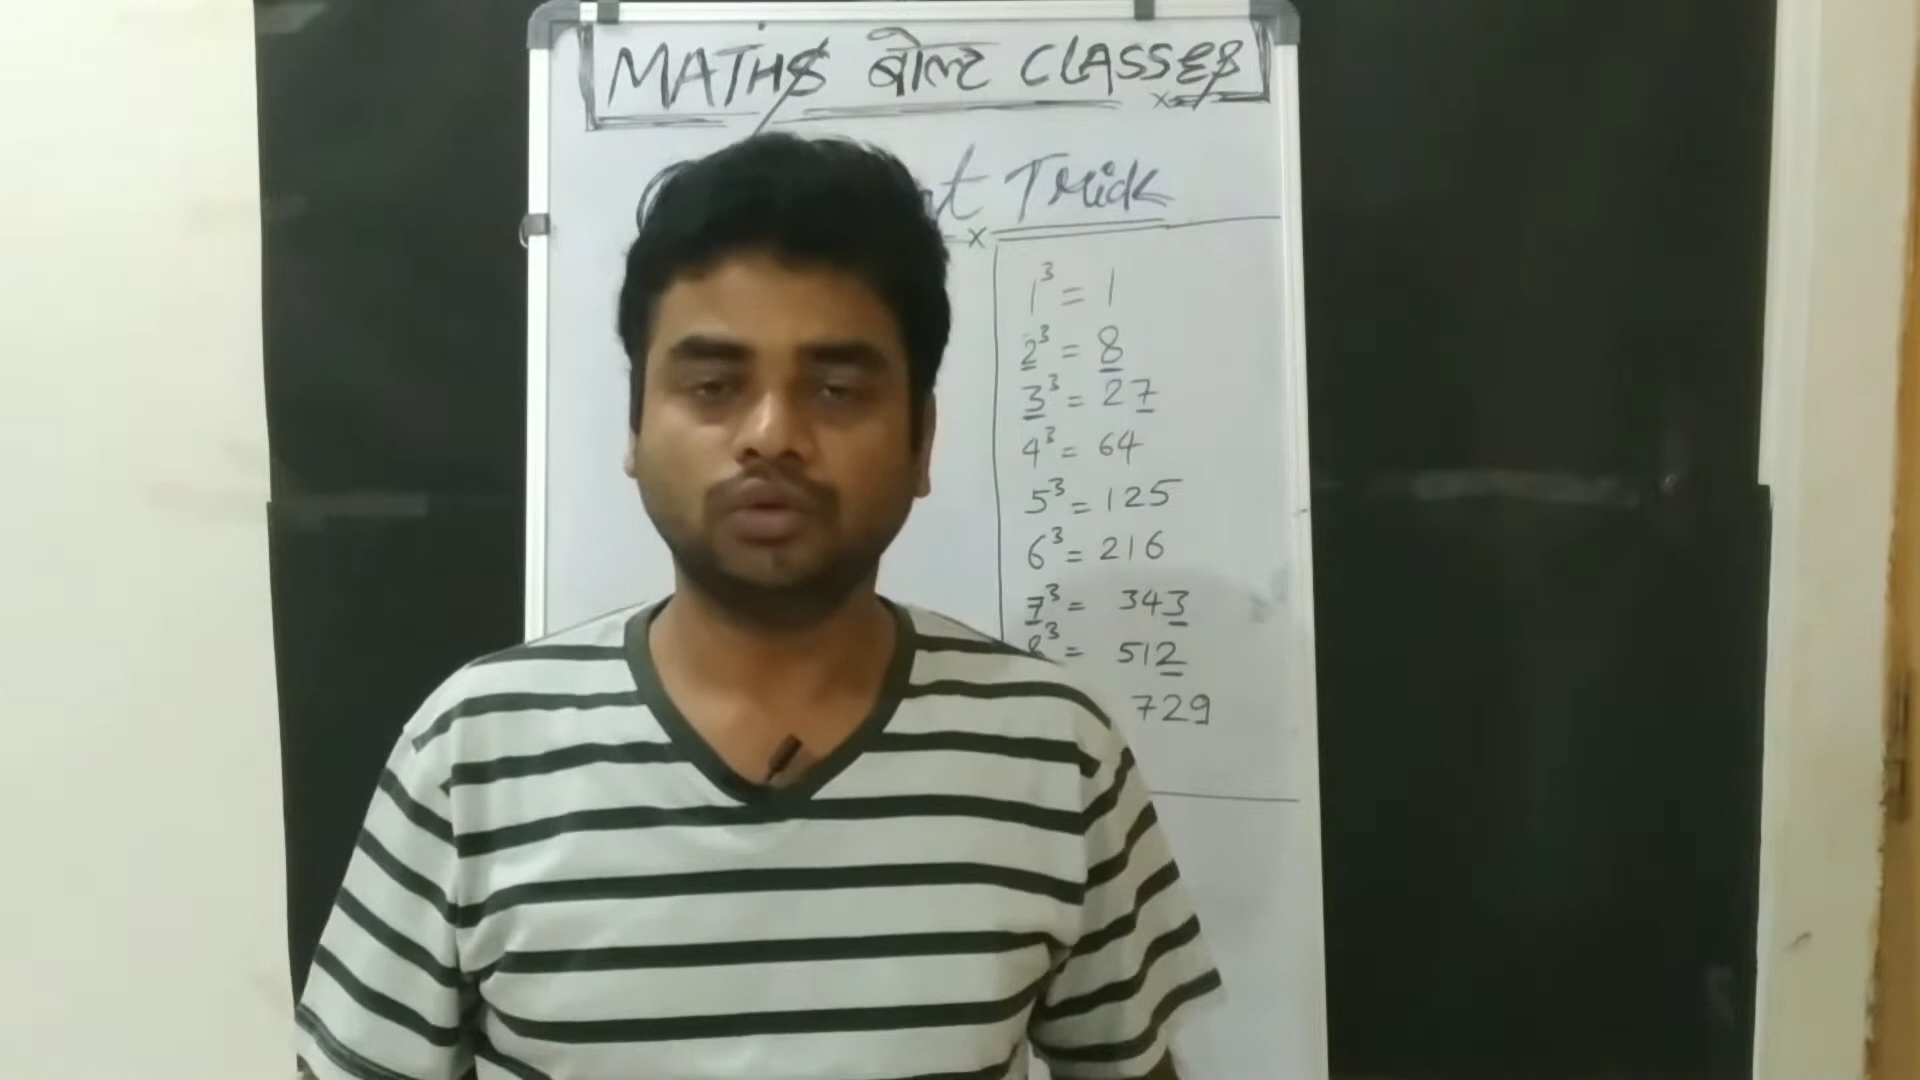 MATHS बोल्ट CLASSES
Trick
1³ = 1
2³ = 8
3³ = 27
4³ = 64
5³ = 125
6³ = 216
7³ = 343
8³ = 512
729